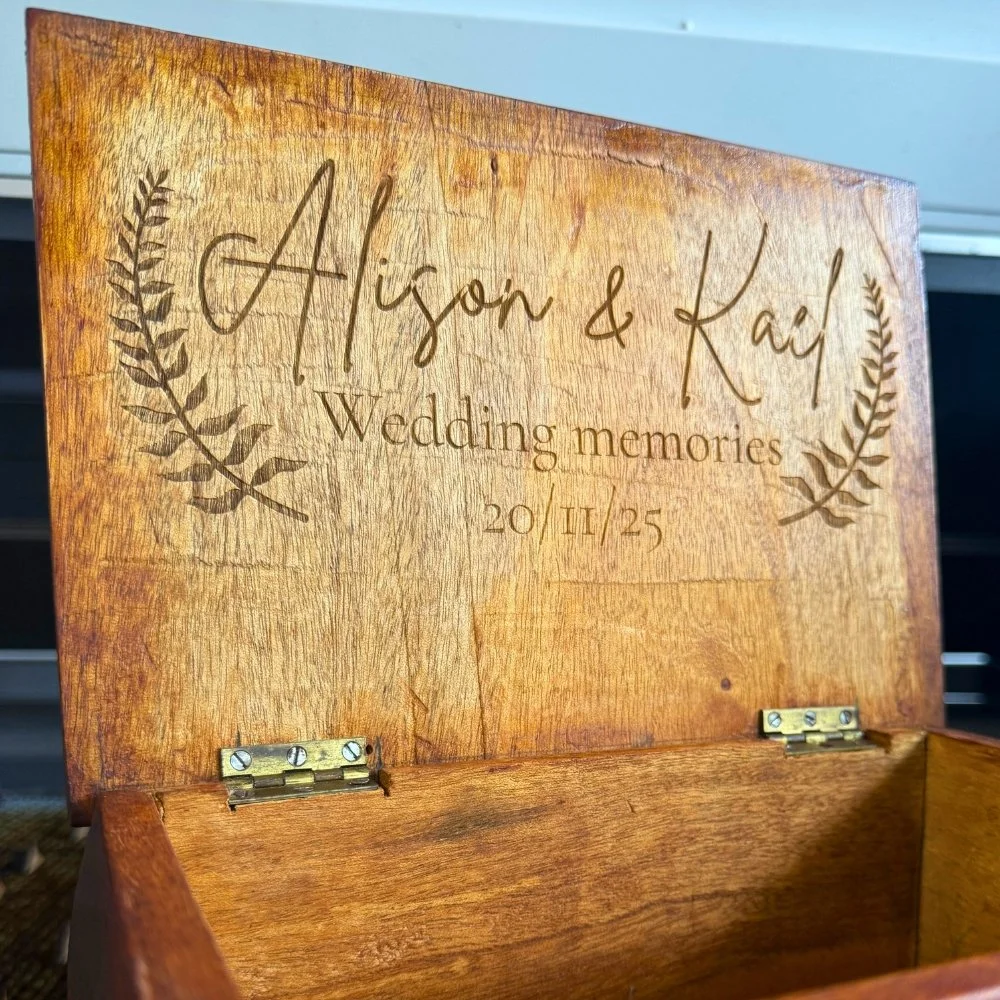 Alison & Kail
Wedding memories
20/11/25